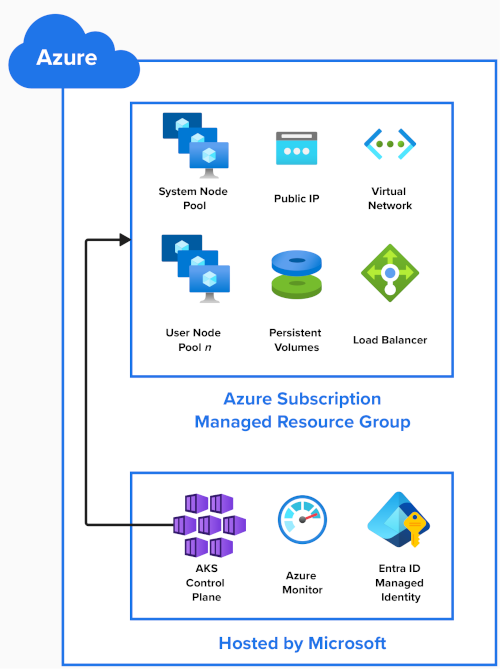 Azure
System Node
Pool
Public IP
Virtual
Network
User Node
Pool n
Persistent
Volumes
Load Balancer
Azure Subscription
Managed Resource Group
AKS
Control
Plane
Azure
Monitor
Entra ID
Managed
Identity
Hosted by Microsoft